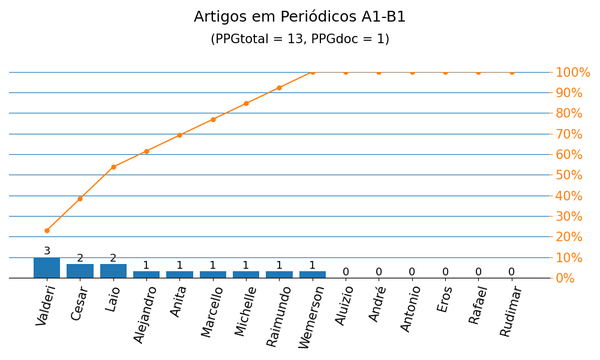 Artigos em Periódicos A1-B1
(PPGtotal = 13, PPGdoc = 1)
100%
90%
80%
70%
60%
50%
40%
30%
20%
10%
0%
3
2
2
1
1
1
1
1
1
0
0
0
0
0
0
Valderi
Cesar
Laio
Alejandro
Anita
Marcello
Michelle
Raimundo
Wemerson
Aluizio
André
Antonio
Eros
Rafael
Rudimar